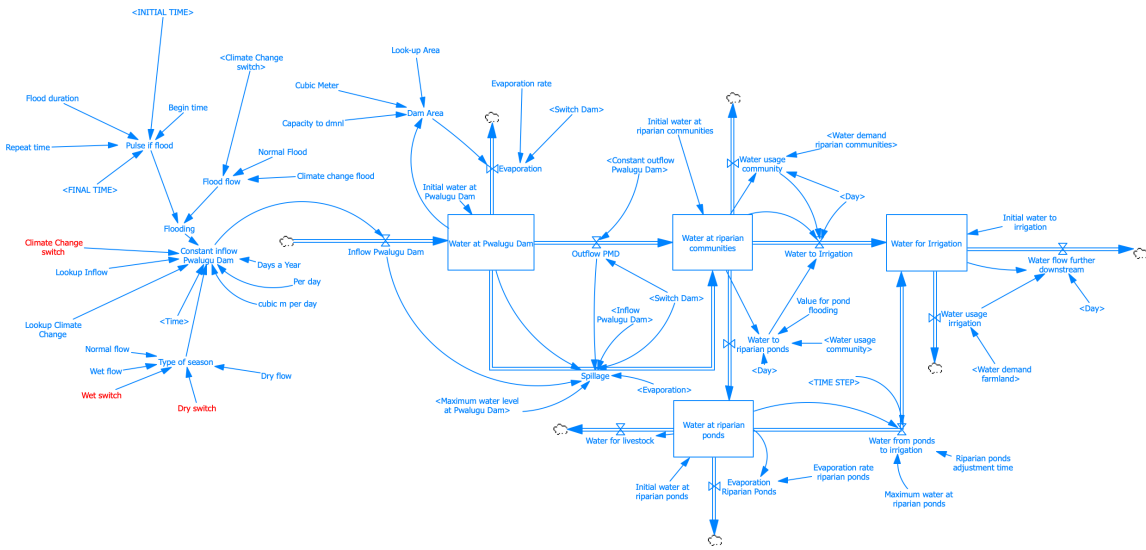 <INITIAL TIME>
<Climate Change
switch>
Look-up Area
Flood duration
Begin time
Cubic Meter
Evaporation rate
<Switch Dam>
Dam Area
Capacity to dmnl
Initial water at
riparian communities
<Water demand
riparian communities>
Repeat time
Pulse if flood
Normal Flood
<FINAL TIME>
Flood flow
Climate change flood
Evaporation
Water usage
community
<Constant outflow
Pwalugu Dam>
Initial water at
Pwalugu Dam
<Day>
Flooding
Climate Change
switch
Constant inflow
Pwalugu Dam
Inflow Pwalugu Dam
Water at Pwalugu Dam
Outflow PMD
Water at riparian
communities
Water to Irrigation
Water for Irrigation
Initial water to
irrigation
Water flow further
downstream
Lookup Inflow
Days a Year
Per day
cubic m per day
<Switch Dam>
Value for pond
flooding
Water usage
irrigation
<Day>
Lookup Climate
Change
<Time>
<Inflow
Pwalugu Dam>
Water to
riparian ponds
<Water usage
community>
<Day>
Normal flow
Type of season
Wet flow
Dry flow
Wet switch
Dry switch
Spillage
<Evaporation>
<Water demand
farmland>
<TIME STEP>
<Maximum water level
at Pwalugu Dam>
Water at riparian
ponds
Water for livestock
Water from ponds
to irrigation
Riparian ponds
adjustment time
Initial water at
riparian ponds
Evaporation
Riparian Ponds
Evaporation rate
riparian ponds
Maximum water at
riparian ponds